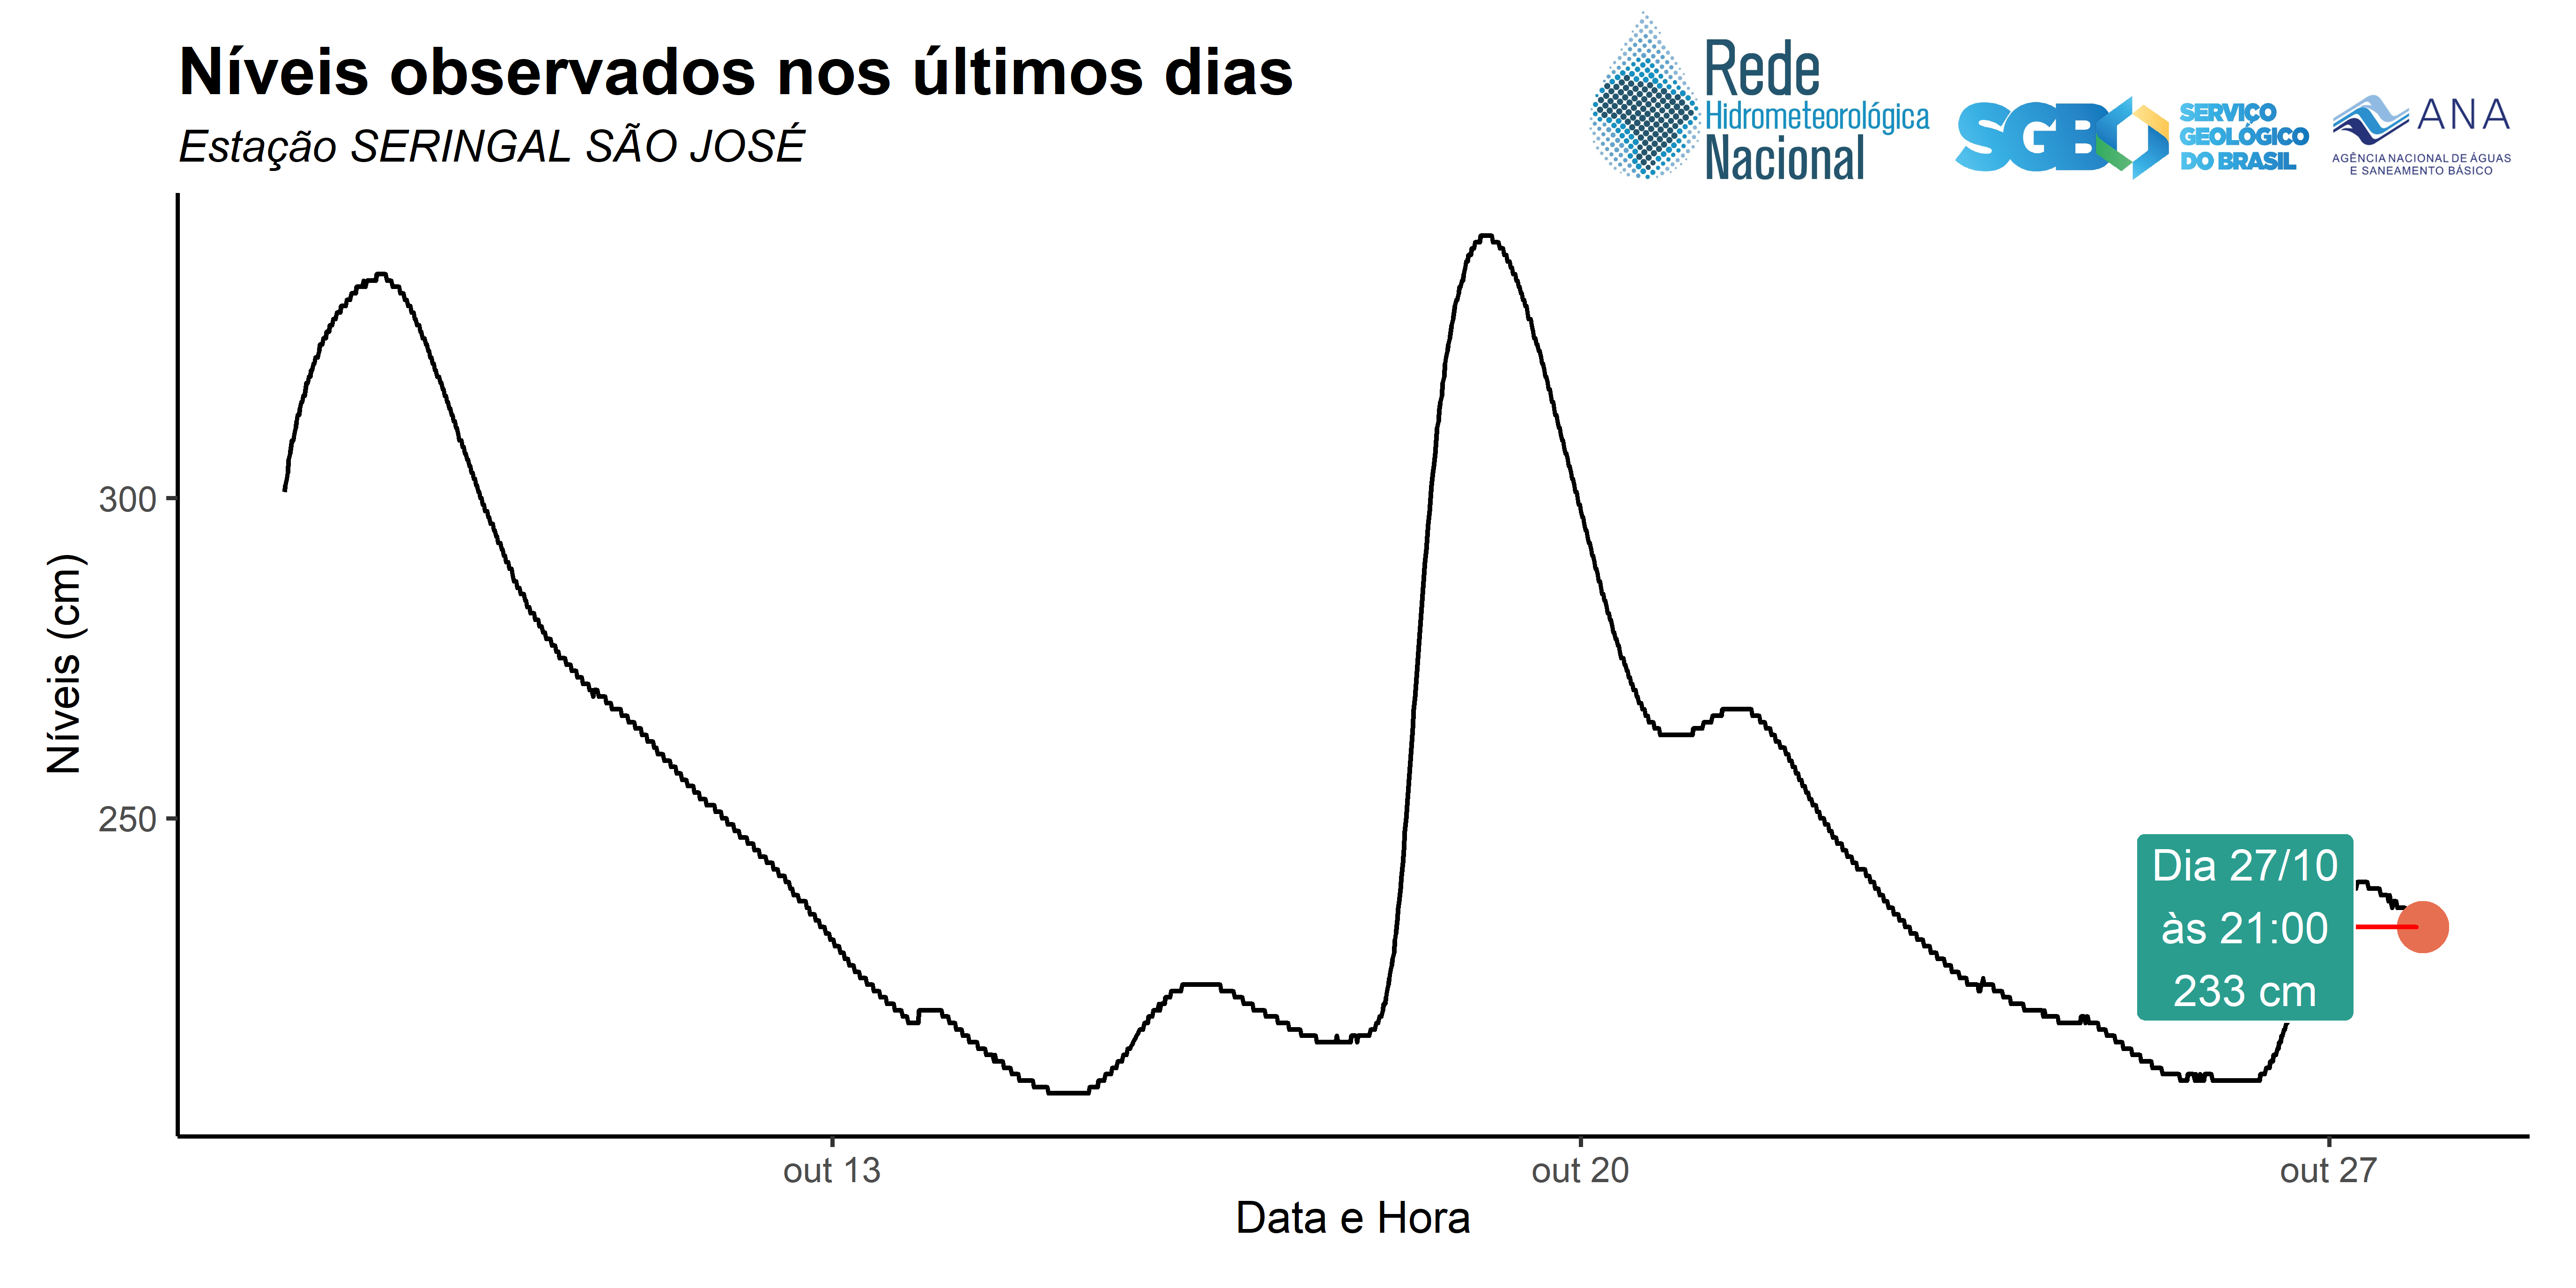 Níveis observados nos últimos dias
Estação SERINGAL SÃO JOSÉ
Rede
Hidrometeorológica
Nacional
SGB
SERVIÇO
GEOLÓGICO
DO BRASIL
ANA
AGÊNCIA NACIONAL DE ÁGUAS
E SANEAMENTO BÁSICO
Níveis (cm)
300
250
Dia 27/10
às 21:00
233 cm
out 13
out 20
out 27
Data e Hora